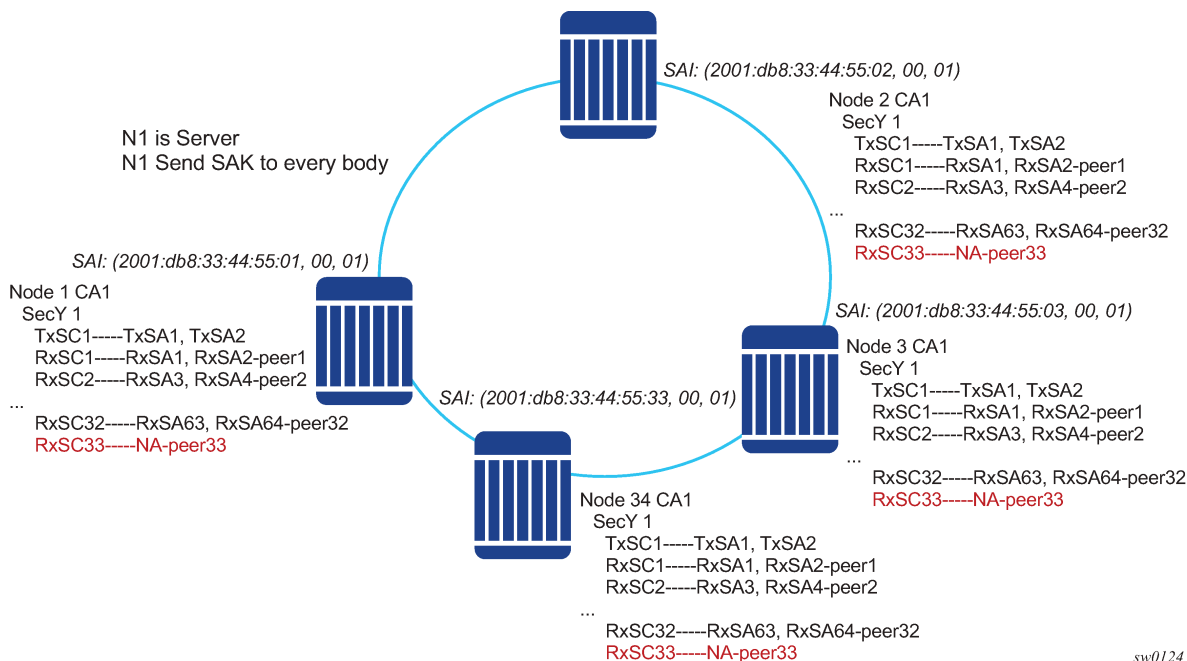 SAI: (2001:db8:33:44:55:02, 00, 01)
Node 2 CA1
SecY 1
TxSC1-----TxSA1, TxSA2
RxSC1-----RxSA1, RxSA2-peer1
RxSC2-----RxSA3, RxSA4-peer2
...
RxSC32-----RxSA63, RxSA64-peer32
RxSC33-----NA-peer33
N1 is Server
N1 Send SAK to every body
SAI: (2001:db8:33:44:55:01, 00, 01)
Node 1 CA1
SecY 1
TxSC1-----TxSA1, TxSA2
RxSC1-----RxSA1, RxSA2-peer1
RxSC2-----RxSA3, RxSA4-peer2
...
RxSC32-----RxSA63, RxSA64-peer32
RxSC33-----NA-peer33
SAI: (2001:db8:33:44:55:03, 00, 01)
Node 3 CA1
SecY 1
TxSC1-----TxSA1, TxSA2
RxSC1-----RxSA1, RxSA2-peer1
RxSC2-----RxSA3, RxSA4-peer2
...
RxSC32-----RxSA63, RxSA64-peer32
RxSC33-----NA-peer33
SAI: (2001:db8:33:44:55:33, 00, 01)
Node 34 CA1
SecY 1
TxSC1-----TxSA1, TxSA2
RxSC1-----RxSA1, RxSA2-peer1
RxSC2-----RxSA3, RxSA4-peer2
...
RxSC32-----RxSA63, RxSA64-peer32
RxSC33-----NA-peer33
sw0124